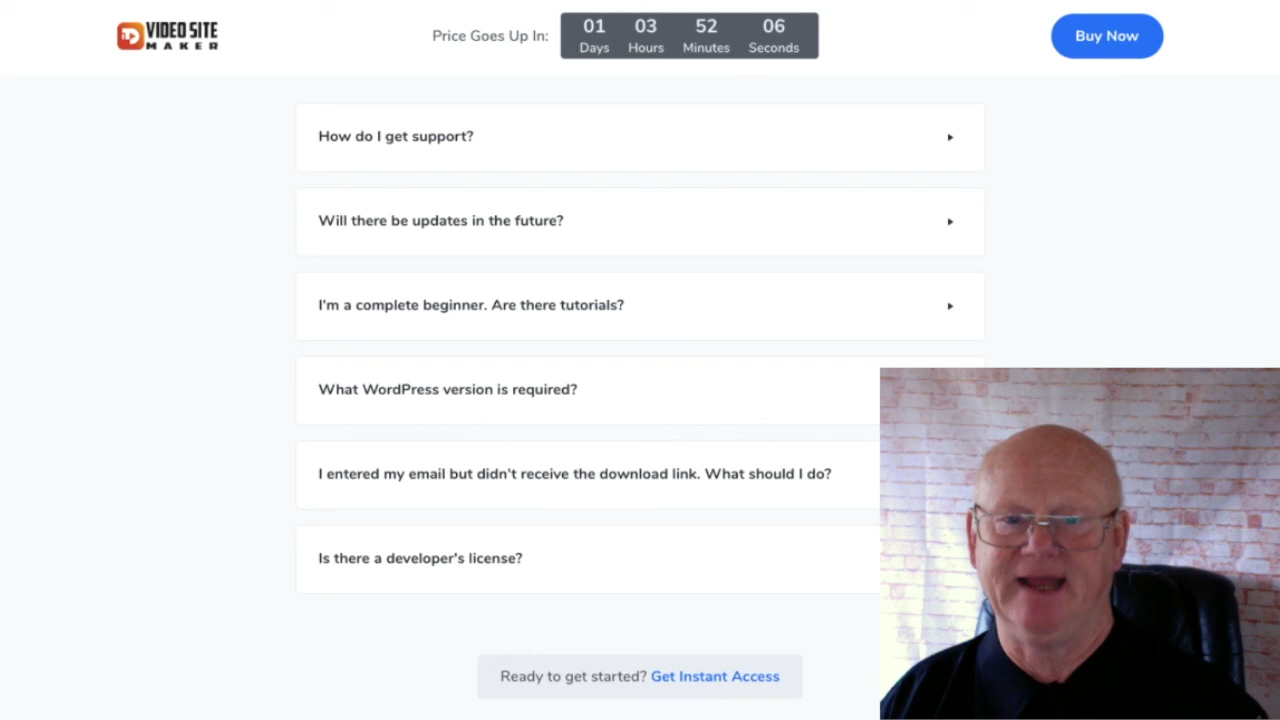 VIDEO SITE
MAKER
Price Goes Up In:
01 03 52 06
Days Hours Minutes Seconds
Buy Now
How do I get support?
Will there be updates in the future?
I'm a complete beginner. Are there tutorials?
What WordPress version is required?
I entered my email but didn't receive the download link. What should I do?
Is there a developer's license?
Ready to get started? Get Instant Access